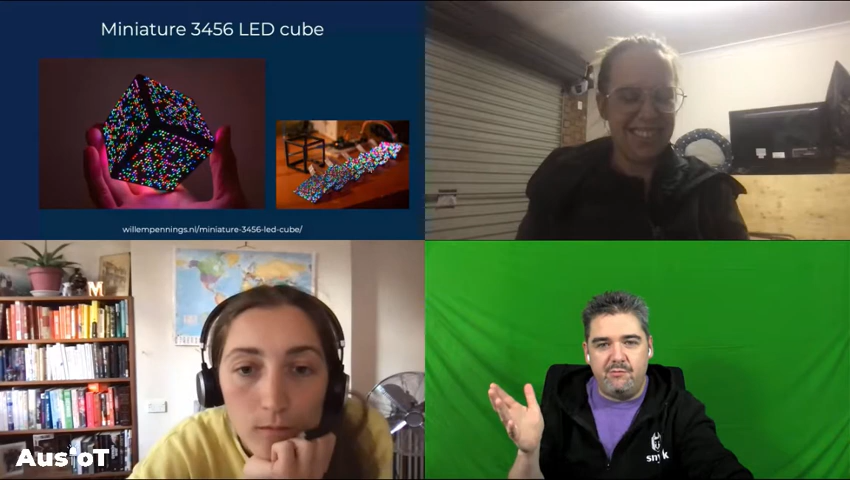 Miniature 3456 LED cube
willempennings.nl/miniature-3456-led-cube/
M
AusIoT